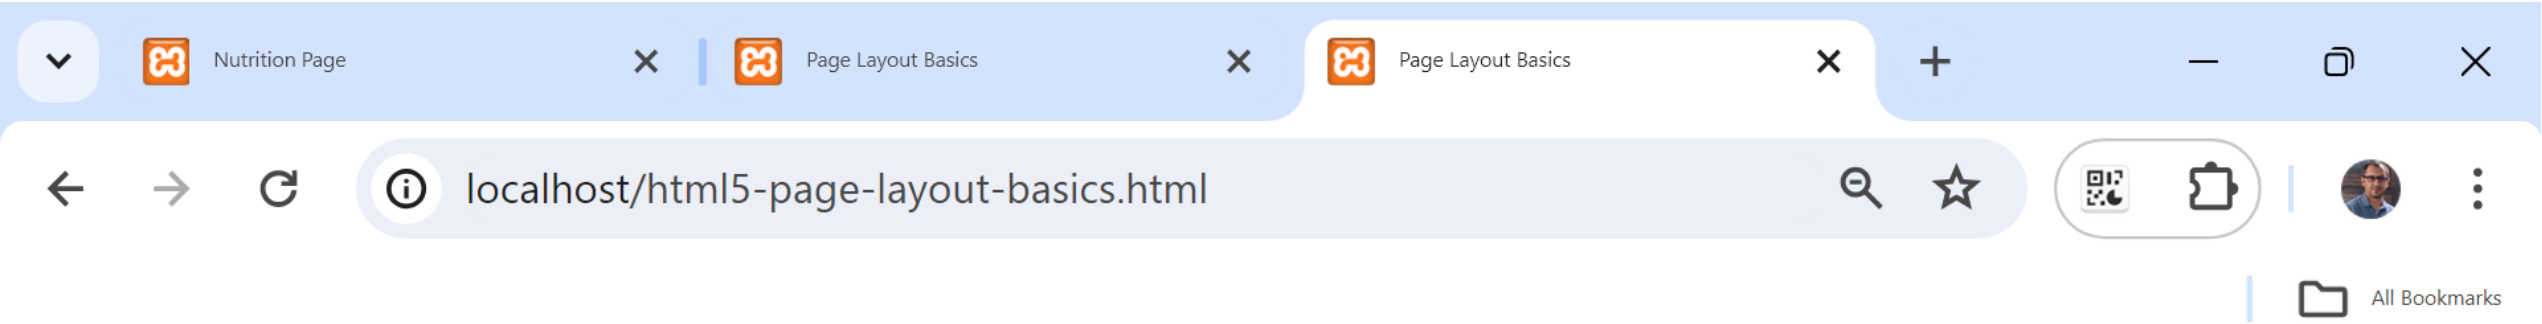 Nutrition Page
Page Layout Basics
Page Layout Basics
localhost/html5-page-layout-basics.html
All Bookmarks